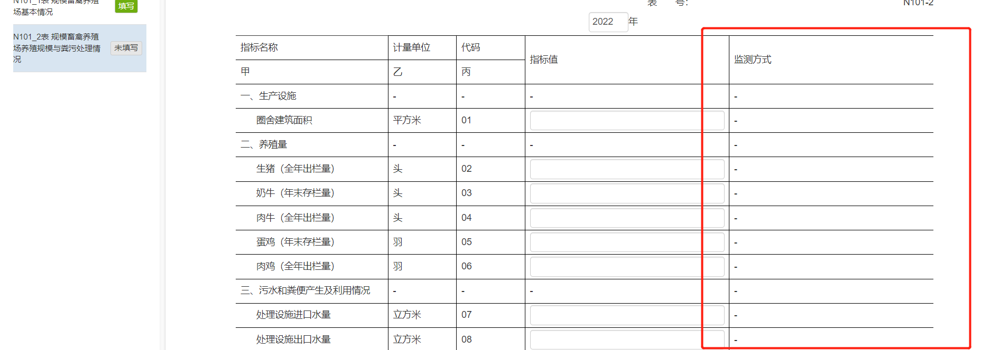 N101_1表 规模畜禽养殖
场基本情况
填写
N101_2表 规模畜禽养殖
场养殖规模与粪污处理情
况
未填写
表 号：
N101-2
2022 年
指标名称 计量单位 代码 指标值 监测方式
甲 乙 丙
一、生产设施 - - - -
圈舍建筑面积 平方米 01 -
二、养殖量 - - - -
生猪（全年出栏量） 头 02 -
奶牛（年末存栏量） 头 03 -
肉牛（全年出栏量） 头 04 -
蛋鸡（年末存栏量） 羽 05 -
肉鸡（全年出栏量） 羽 06 -
三、污水和粪便产生及利用情况 - - - -
处理设施进口水量 立方米 07 -
处理设施出口水量 立方米 08 -